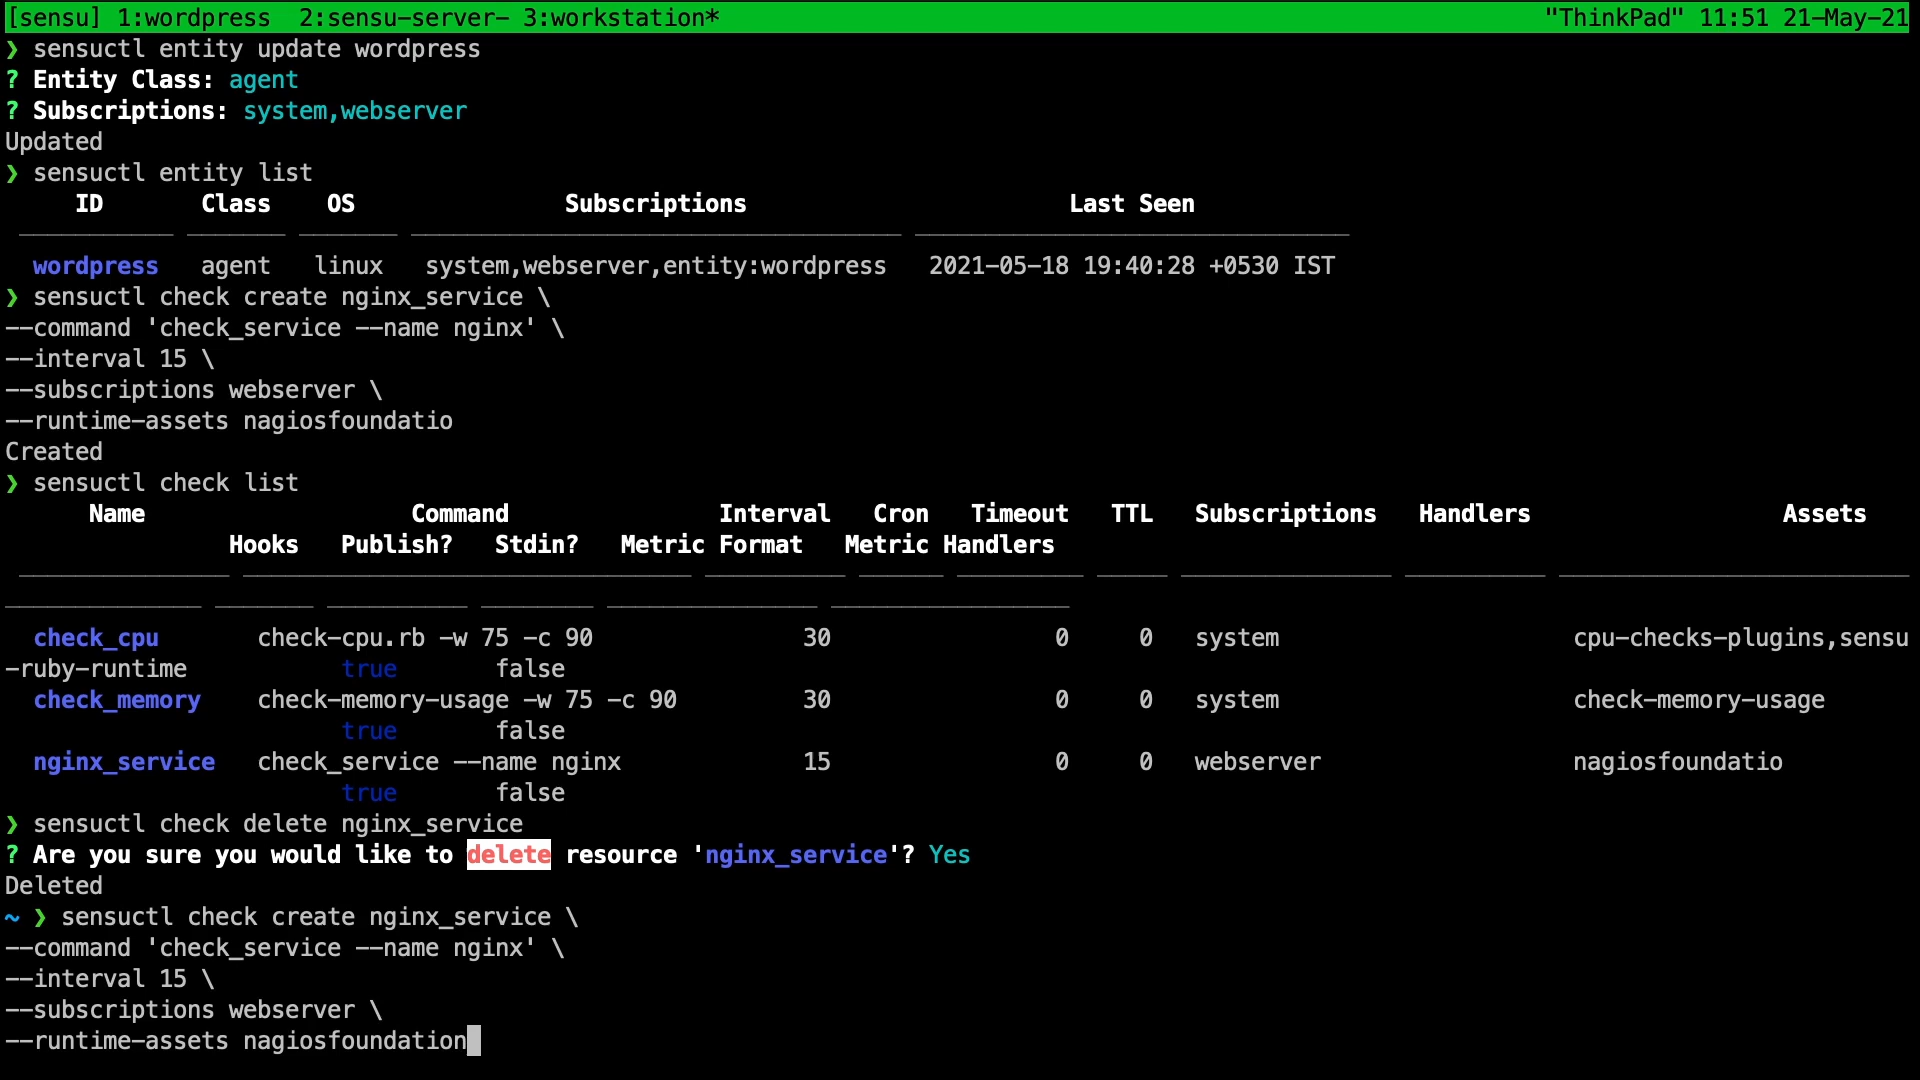 [sensu] 1:wordpress  2:sensu-server- 3:workstation*    "ThinkPad" 11:51 21-May-21
❯ sensuctl entity update wordpress
? Entity Class: agent
? Subscriptions: system,webserver
Updated
❯ sensuctl entity list
ID    Class    OS    Subscriptions    Last Seen
wordpress   agent   linux   system,webserver,entity:wordpress   2021-05-18 19:40:28 +0530 IST
❯ sensuctl check create nginx_service \
--command 'check_service --name nginx' \
--interval 15 \
--subscriptions webserver \
--runtime-assets nagiosfoundatio
Created
❯ sensuctl check list
Name    Command    Interval   Cron   Timeout   TTL   Subscriptions   Handlers    Assets
Hooks   Publish?   Stdin?   Metric Format   Metric Handlers
check_cpu   check-cpu.rb -w 75 -c 90   30   0   0   system   cpu-checks-plugins,sensu
-ruby-runtime   true   false
check_memory   check-memory-usage -w 75 -c 90   30   0   0   system   check-memory-usage
true   false
nginx_service   check_service --name nginx   15   0   0   webserver   nagiosfoundatio
true   false
❯ sensuctl check delete nginx_service
? Are you sure you would like to delete resource 'nginx_service'? Yes
Deleted
~ ❯ sensuctl check create nginx_service \
--command 'check_service --name nginx' \
--interval 15 \
--subscriptions webserver \
--runtime-assets nagiosfoundation